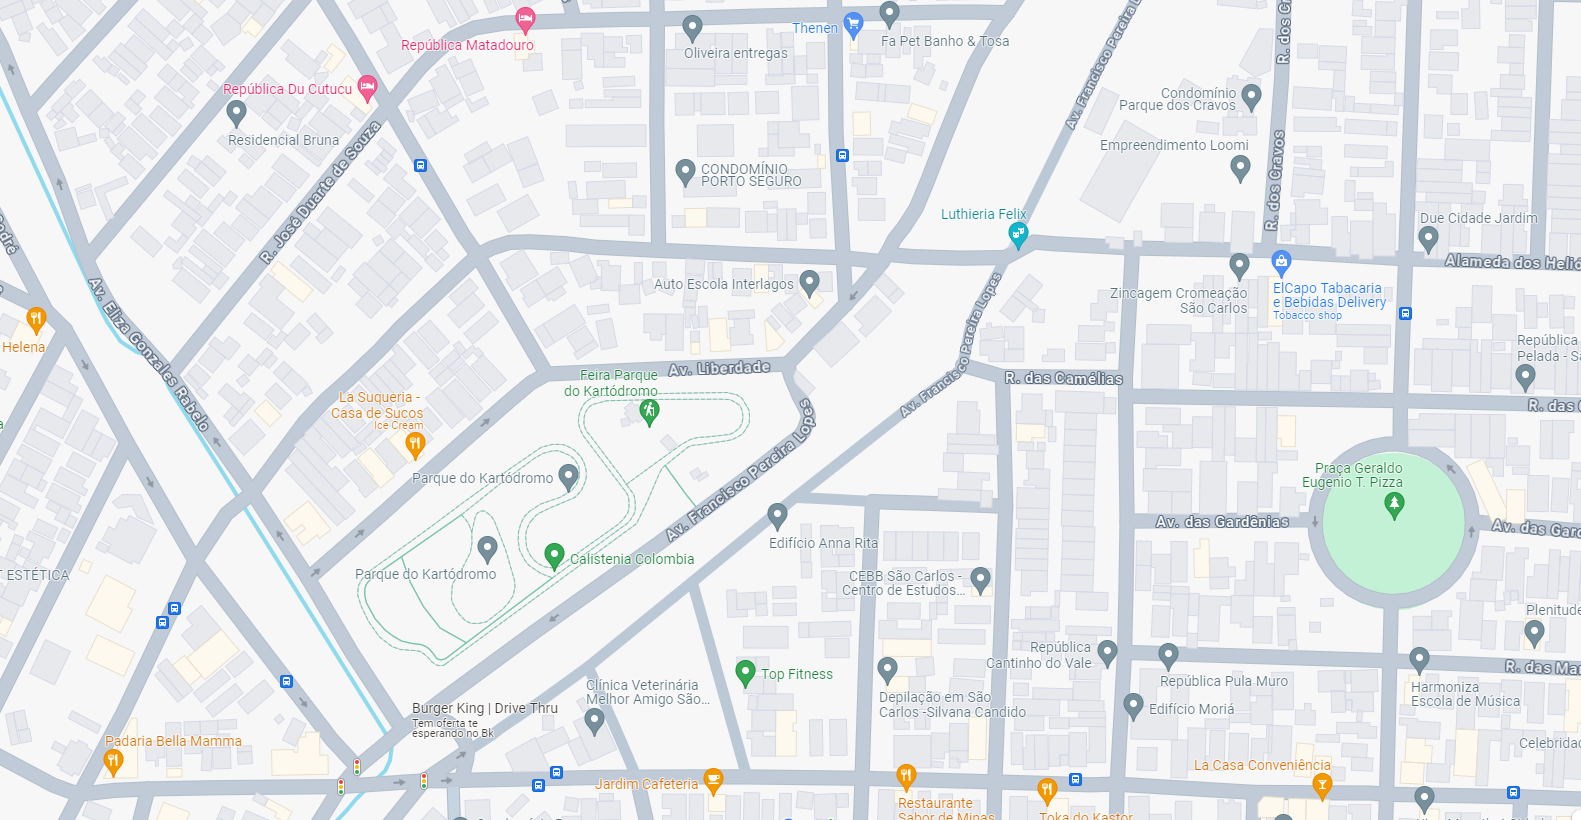 República Matadouro
Oliveira entregas
Thenen
Fa Pet Banho & Tosa
Av. Francisco Pereira L
R. dos Cr
República Du Cutucu
Residencial Bruna
R. José Duarte de Souza
CONDOMÍNIO
PORTO SEGURO
Condomínio
Parque dos Cravos
Empreendimento Loomi
R. dos Cravos
Luthieria Felix
Due Cidade Jardim
Alameda dos Helió
Auto Escola Interlagos
Zincagem Cromeação
São Carlos
ElCapo Tabacaria
e Bebidas Delivery
Tobacco shop
Helena
Av. Eliza Gonzales Rabelo
República
Pelada - Sã
Av. Liberdade
Av. Francisco Pereira Lopes
R. das Camélias
Feira Parque
do Kartódromo
La Suqueria -
Casa de Sucos
Ice Cream
R. das
Parque do Kartódromo
Av. Francisco Pereira Lopes
Praça Geraldo
Eugenio T. Pizza
Av. das Gardênias
Av. das Gar
Edifício Anna Rita
Parque do Kartódromo
Calistenia Colombia
CEBB São Carlos -
Centro de Estudos...
ESTÉTICA
Plenitude
República
Cantinho do Vale
R. das Mar
Top Fitness
República Pula Muro
Harmoniza
Escola de Música
Clínica Veterinária
Melhor Amigo São...
Depilação em São
Carlos -Silvana Candido
Edifício Moriá
Burger King | Drive Thru
Tem oferta te
esperando no Bk
Padaria Bella Mamma
Celebridad
La Casa Conveniência
Jardim Cafeteria
Restaurante
Sabor de Minas
Toka do Kastor